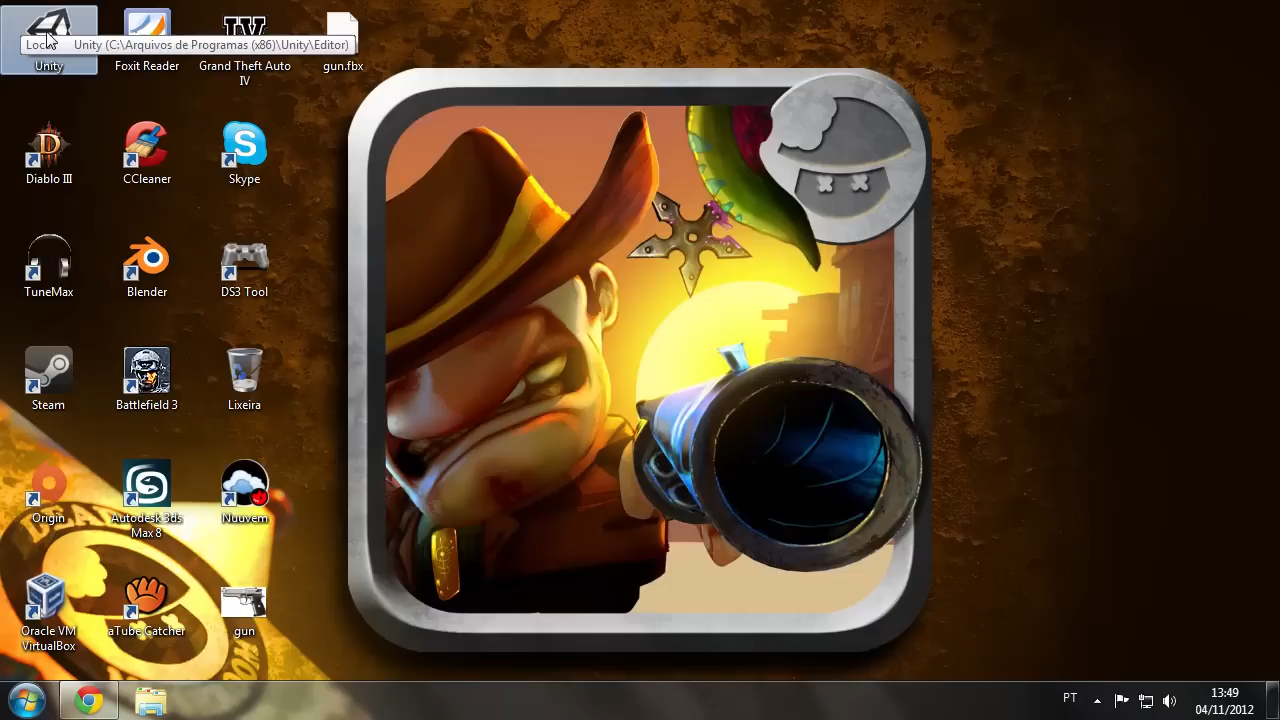 Loc
Unity (C:\Arquivos de Programas (x86)\Unity\Editor)
Unity
Foxit Reader
IV
Grand Theft Auto
IV
gun.fbx
Diablo III
CCleaner
Skype
TuneMax
Blender
DS3 Tool
Steam
Battlefield 3
Lixeira
Origin
Autodesk 3ds
Max 8
Nuuvem
Oracle VM
VirtualBox
aTube Catcher
gun
PT
13:49
04/11/2012